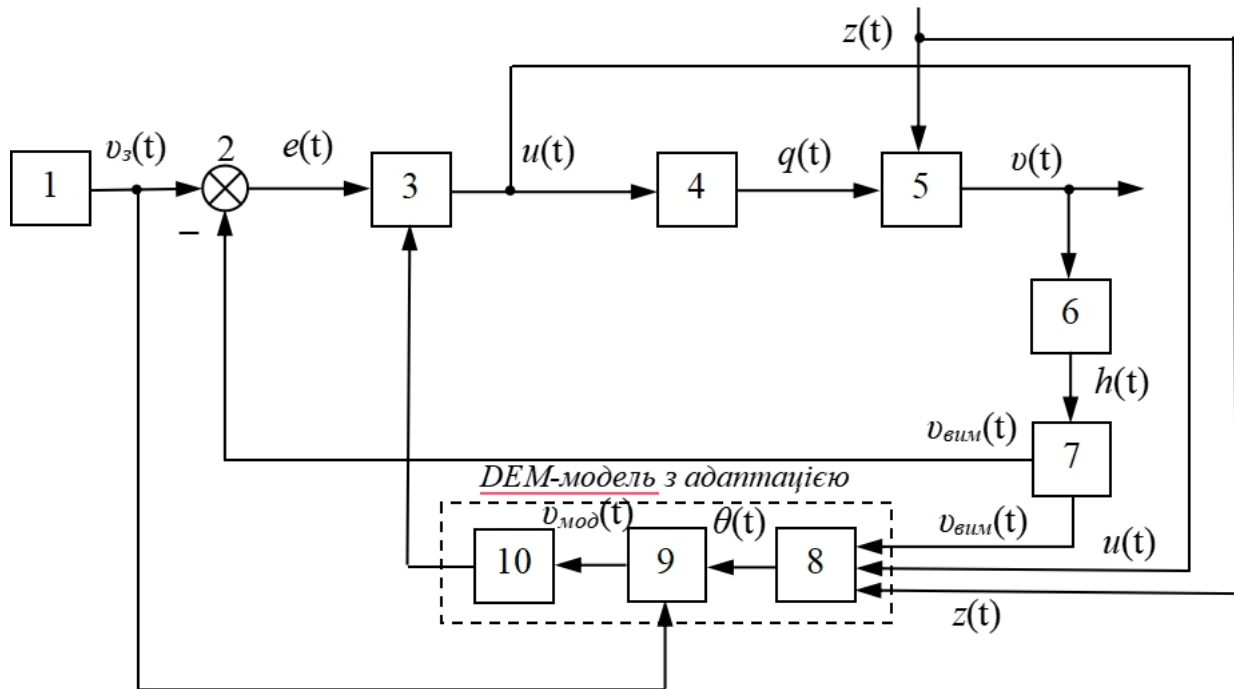 z(t)
υз(t)
2
e(t)
u(t)
q(t)
υ(t)
1
3
4
5
−
6
h(t)
υвим(t)
7
DEM-модель з адаптацією
υмод(t)
θ(t)
υвим(t)
u(t)
10
9
8
z(t)